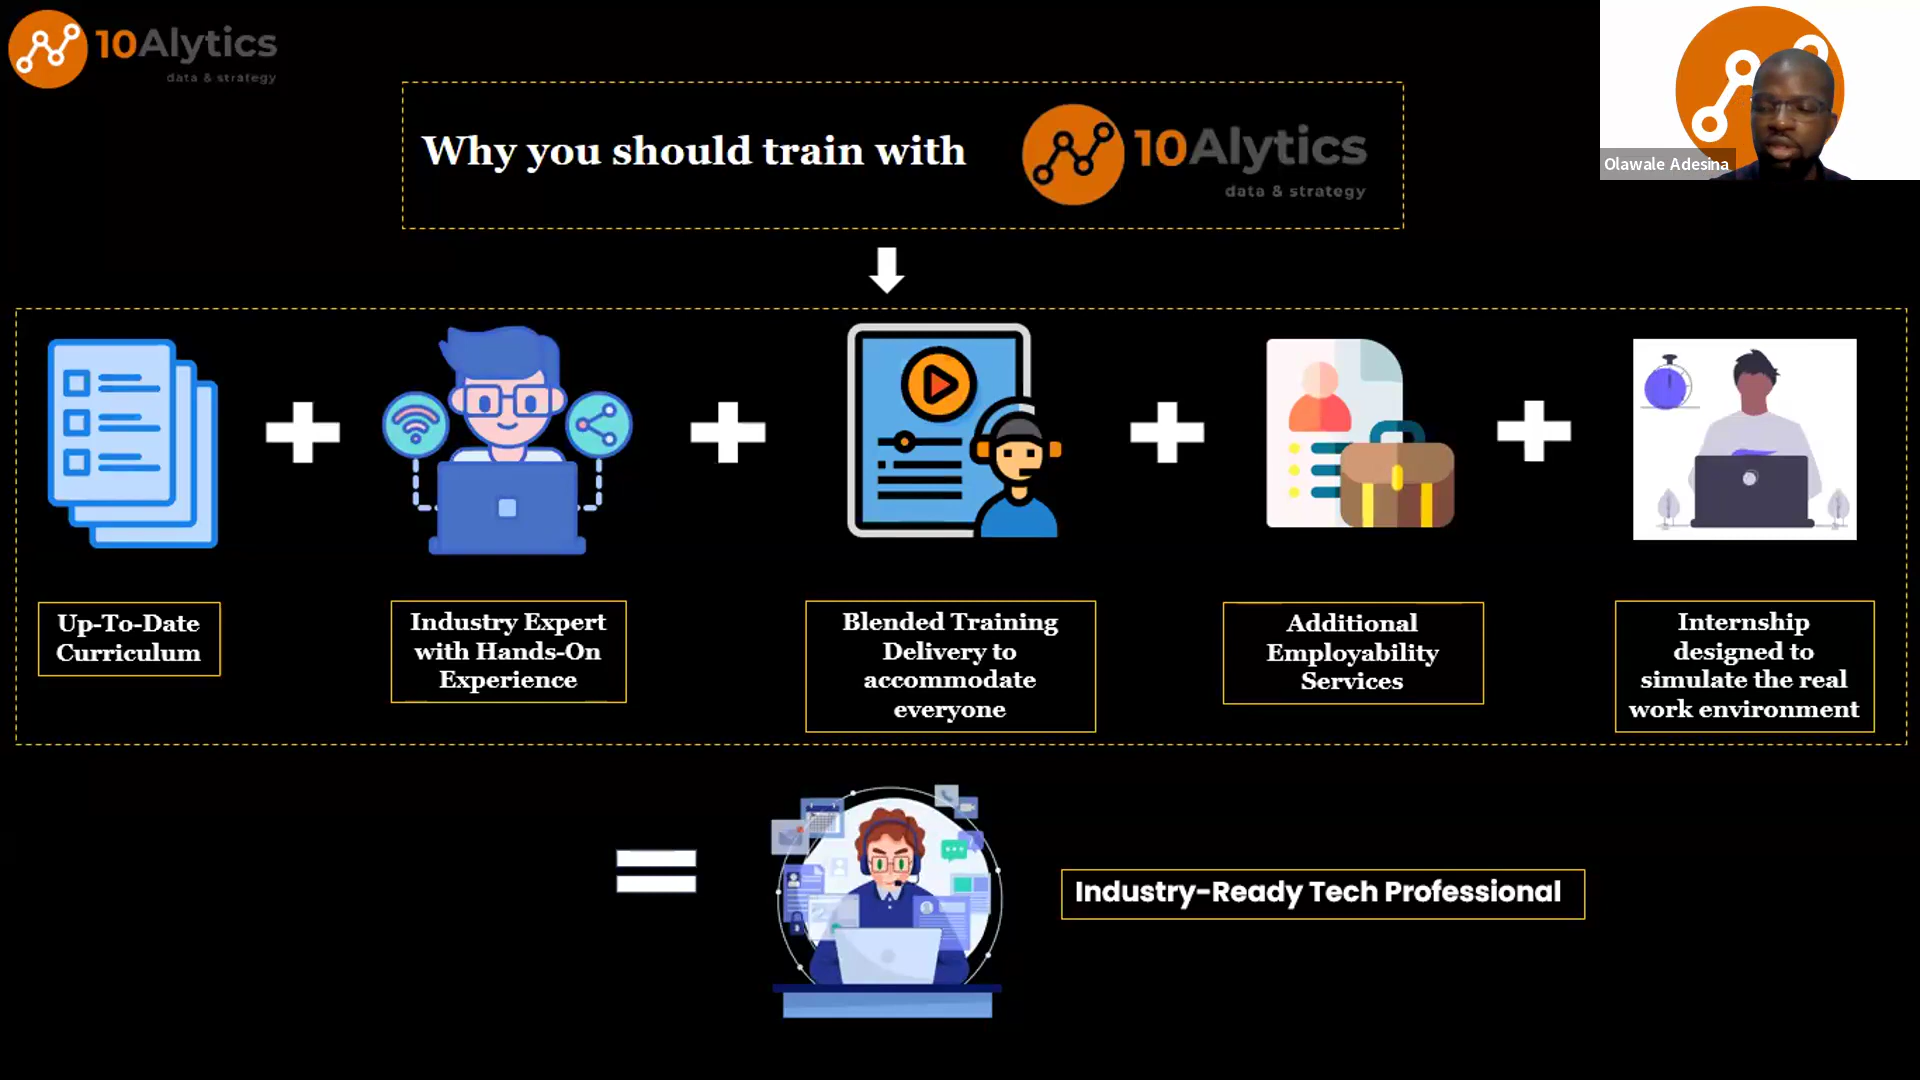 10Alytics
data & strategy
Why you should train with
10Alytics
data & strategy
Olawale Adesina
Up-To-Date
Curriculum
Industry Expert
with Hands-On
Experience
Blended Training
Delivery to
accommodate
everyone
Additional
Employability
Services
Internship
designed to
simulate the real
work environment
Industry-Ready Tech Professional